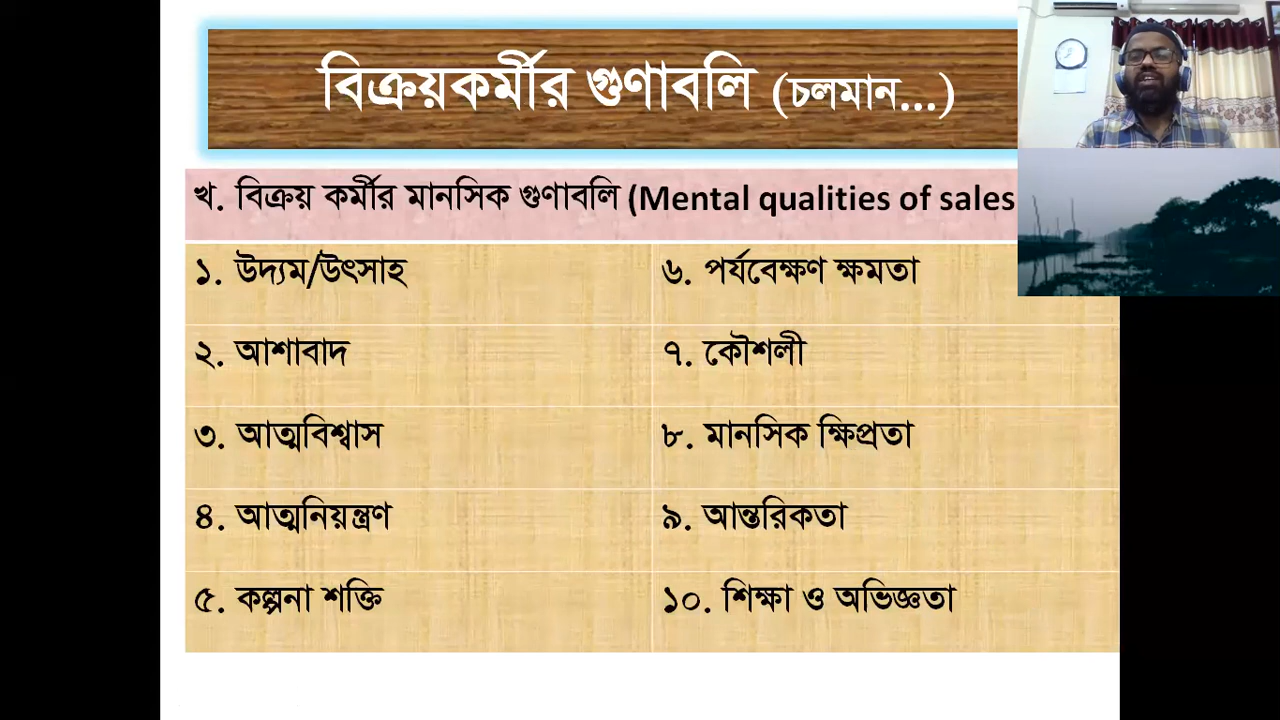 বিক্রয়কর্মীর গুণাবলি (চলমান...)
খ. বিক্রয় কর্মীর মানসিক গুণাবলি (Mental qualities of sales
১. উদ্যম/উৎসাহ
২. আশাবাদ
৩. আত্মবিশ্বাস
৪. আত্মনিয়ন্ত্রণ
৫. কল্পনা শক্তি
৬. পর্যবেক্ষণ ক্ষমতা
৭. কৌশলী
৮. মানসিক ক্ষিপ্রতা
৯. আন্তরিকতা
১০. শিক্ষা ও অভিজ্ঞতা